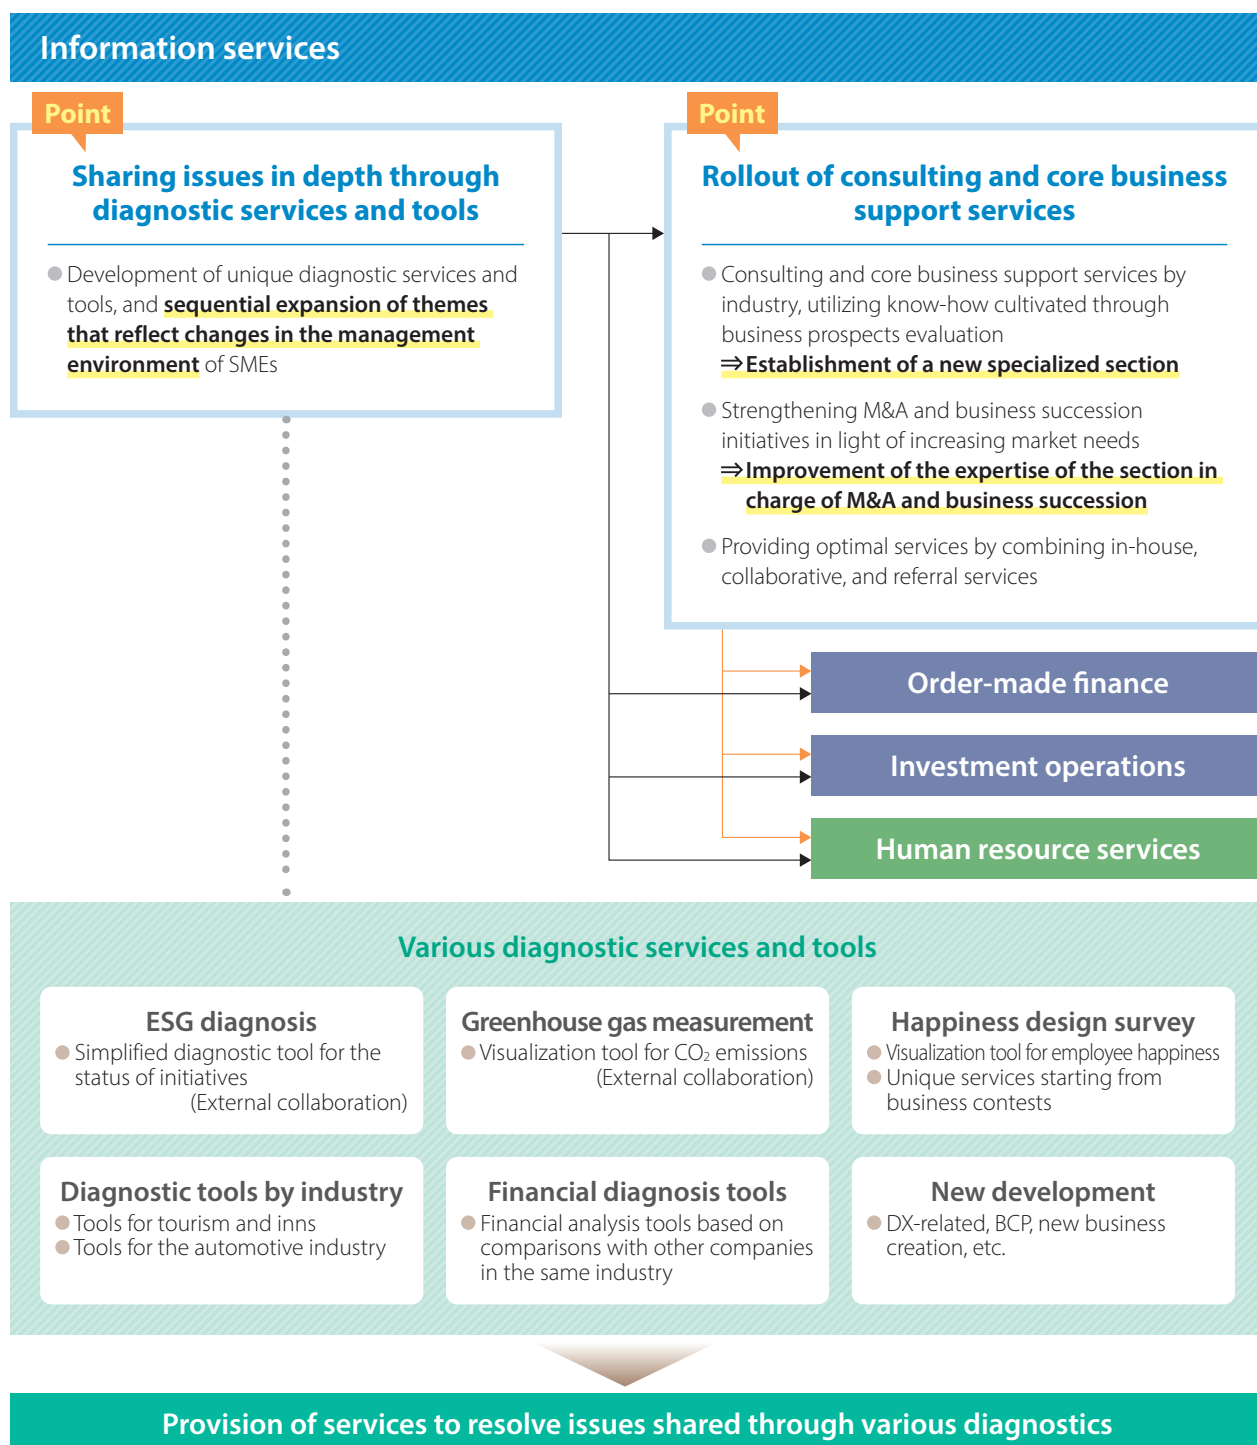 Information services
Point
Sharing issues in depth through
diagnostic services and tools
● Development of unique diagnostic services and
tools, and sequential expansion of themes
that reflect changes in the management
environment of SMEs
Point
Rollout of consulting and core business
support services
● Consulting and core business support services by
industry, utilizing know-how cultivated through
business prospects evaluation
⇒Establishment of a new specialized section
● Strengthening M&A and business succession
initiatives in light of increasing market needs
⇒Improvement of the expertise of the section in
charge of M&A and business succession
● Providing optimal services by combining in-house,
collaborative, and referral services
Order-made finance
Investment operations
Human resource services
Various diagnostic services and tools
ESG diagnosis
● Simplified diagnostic tool for the
status of initiatives
(External collaboration)
Greenhouse gas measurement
● Visualization tool for CO₂ emissions
(External collaboration)
Happiness design survey
● Visualization tool for employee happiness
● Unique services starting from
business contests
Diagnostic tools by industry
● Tools for tourism and inns
● Tools for the automotive industry
Financial diagnosis tools
● Financial analysis tools based on
comparisons with other companies
in the same industry
New development
● DX-related, BCP, new business
creation, etc.
Provision of services to resolve issues shared through various diagnostics